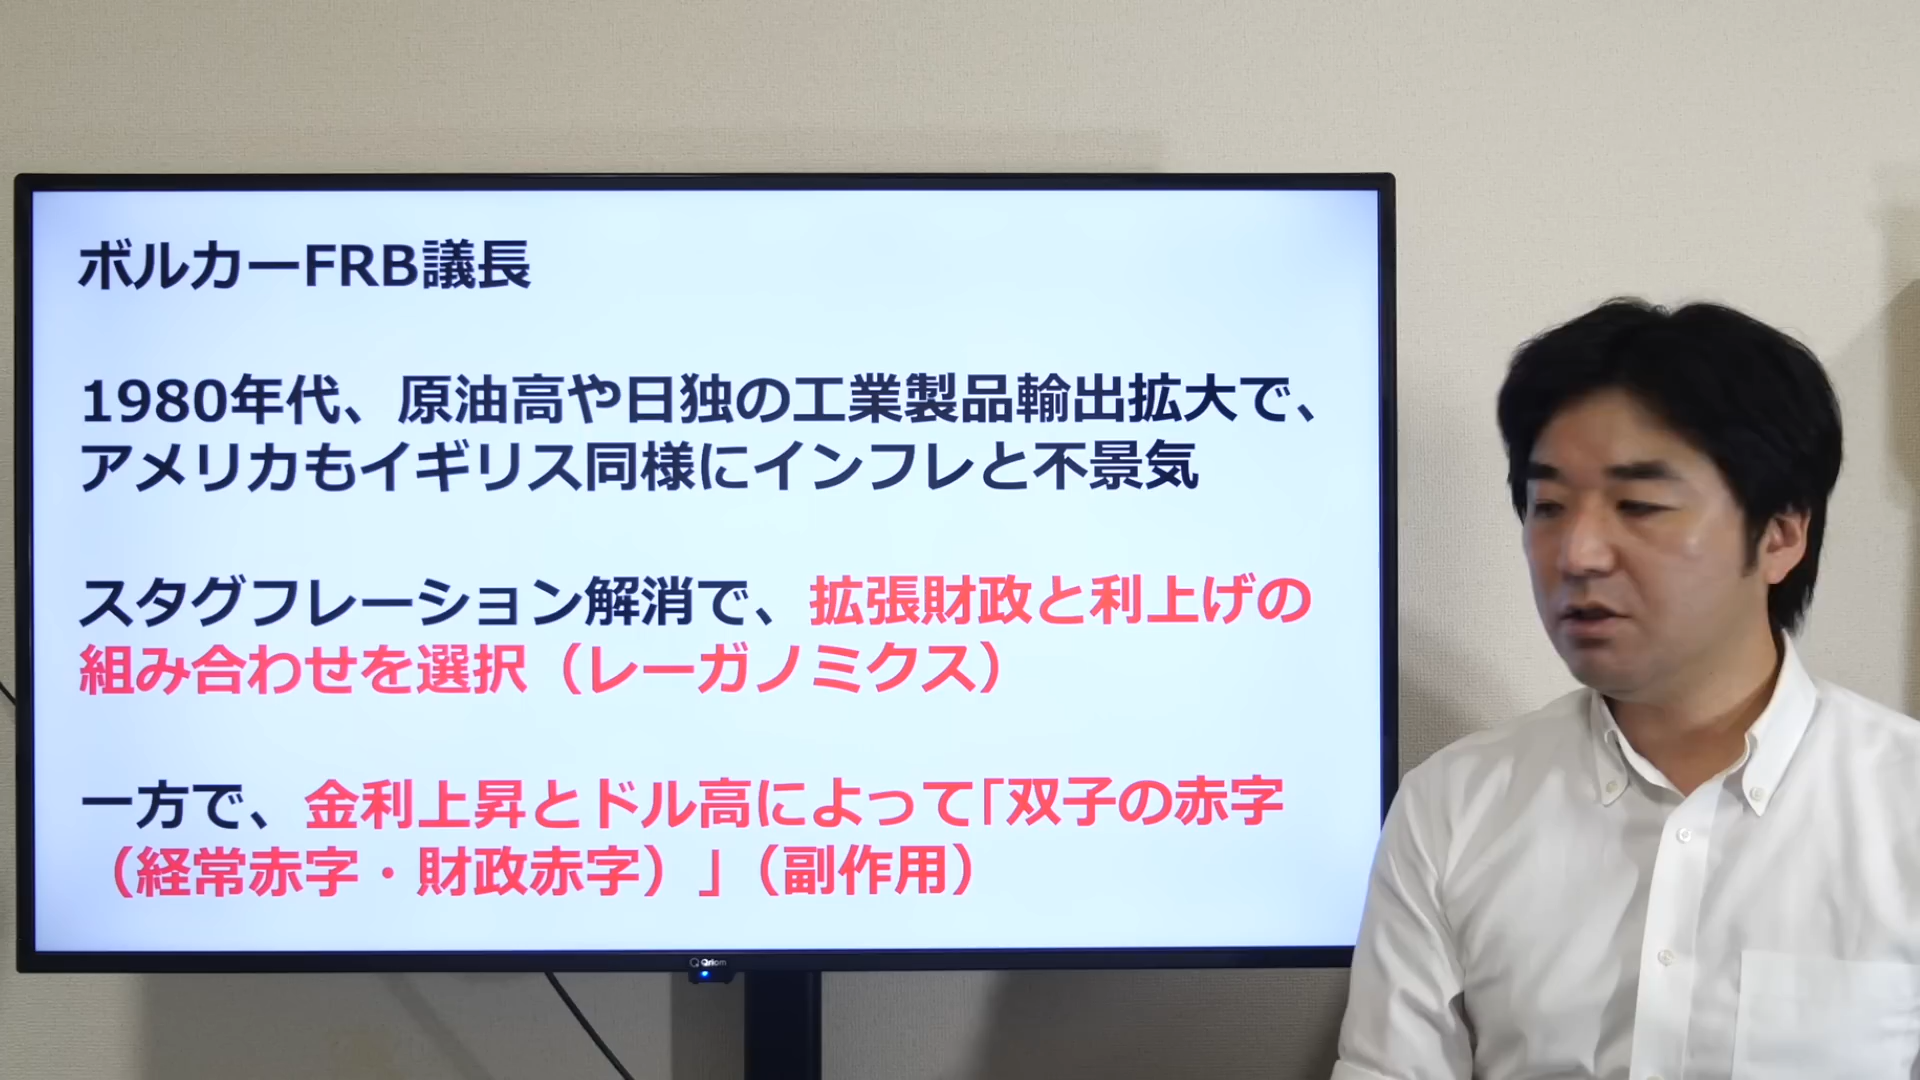 ボルカーFRB議長
1980年代、原油高や日独の工業製品輸出拡大で、
アメリカもイギリス同様にインフレと不景気
スタグフレーション解消で、拡張財政と利上げの
組み合わせを選択（レーガノミクス）
一方で、金利上昇とドル高によって「双子の赤字
（経常赤字・財政赤字）」（副作用）
Qriom